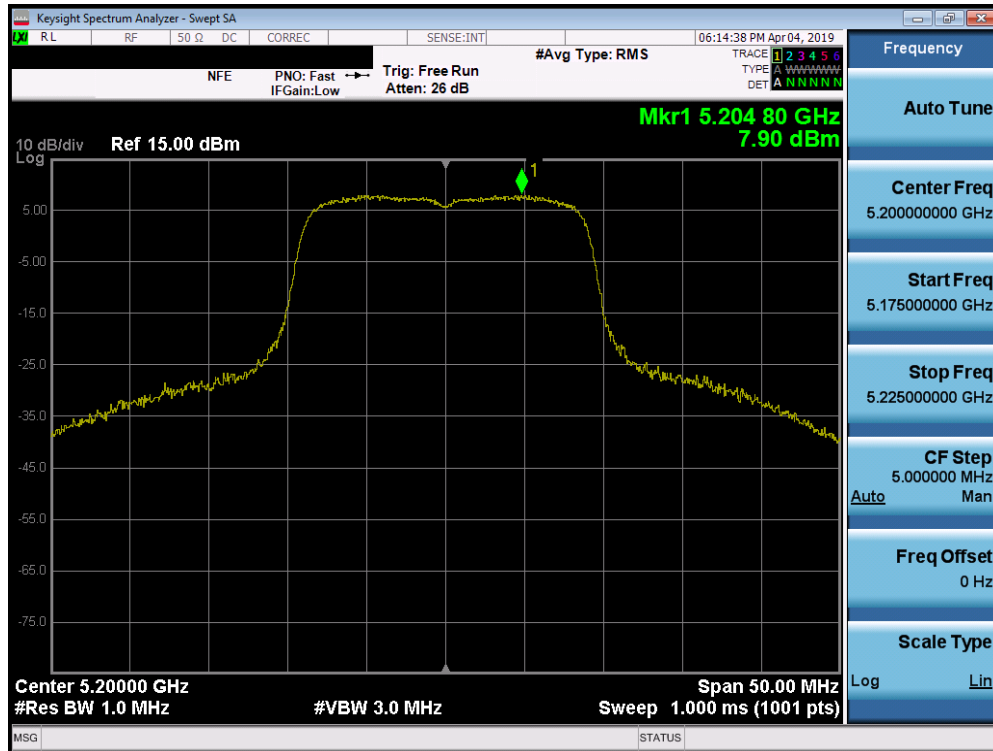 Keysight Spectrum Analyzer - Swept SA
LXI RL RF 50 Ω DC CORREC SENSE:INT 06:14:38 PM Apr 04, 2019
#Avg Type: RMS
TRACE 1 2 3 4 5 6
TYPE A W W W W W
DET A N N N N N
NFE PNO: Fast Trig: Free Run
IFGain:Low Atten: 26 dB
Mkr1 5.204 80 GHz
7.90 dBm
10 dB/div Ref 15.00 dBm
Log
1
5.00
-5.00
-15.0
-25.0
-35.0
-45.0
-55.0
-65.0
-75.0
Center 5.20000 GHz Span 50.00 MHz
#Res BW 1.0 MHz #VBW 3.0 MHz Sweep 1.000 ms (1001 pts)
MSG STATUS
Frequency
Auto Tune
Center Freq
5.200000000 GHz
Start Freq
5.175000000 GHz
Stop Freq
5.225000000 GHz
CF Step
5.000000 MHz
Auto Man
Freq Offset
0 Hz
Scale Type
Log Lin